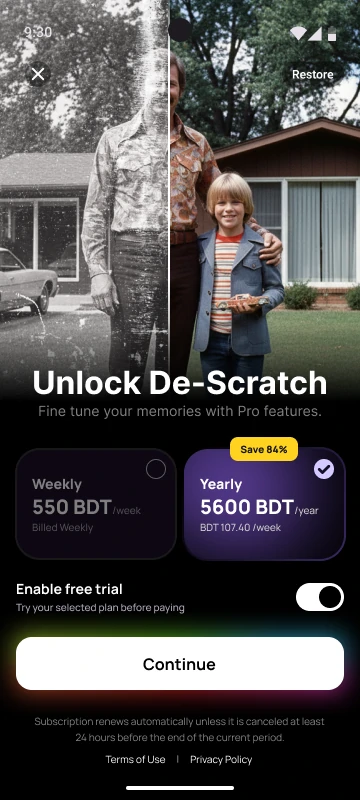 9:30
Restore
Unlock De-Scratch
Fine tune your memories with Pro features.
Save 84%
Weekly
550 BDT/week
Billed Weekly
Yearly
5600 BDT/year
BDT 107.40 /week
Enable free trial
Try your selected plan before paying
Continue
Subscription renews automatically unless it is canceled at least
24 hours before the end of the current period.
Terms of Use | Privacy Policy